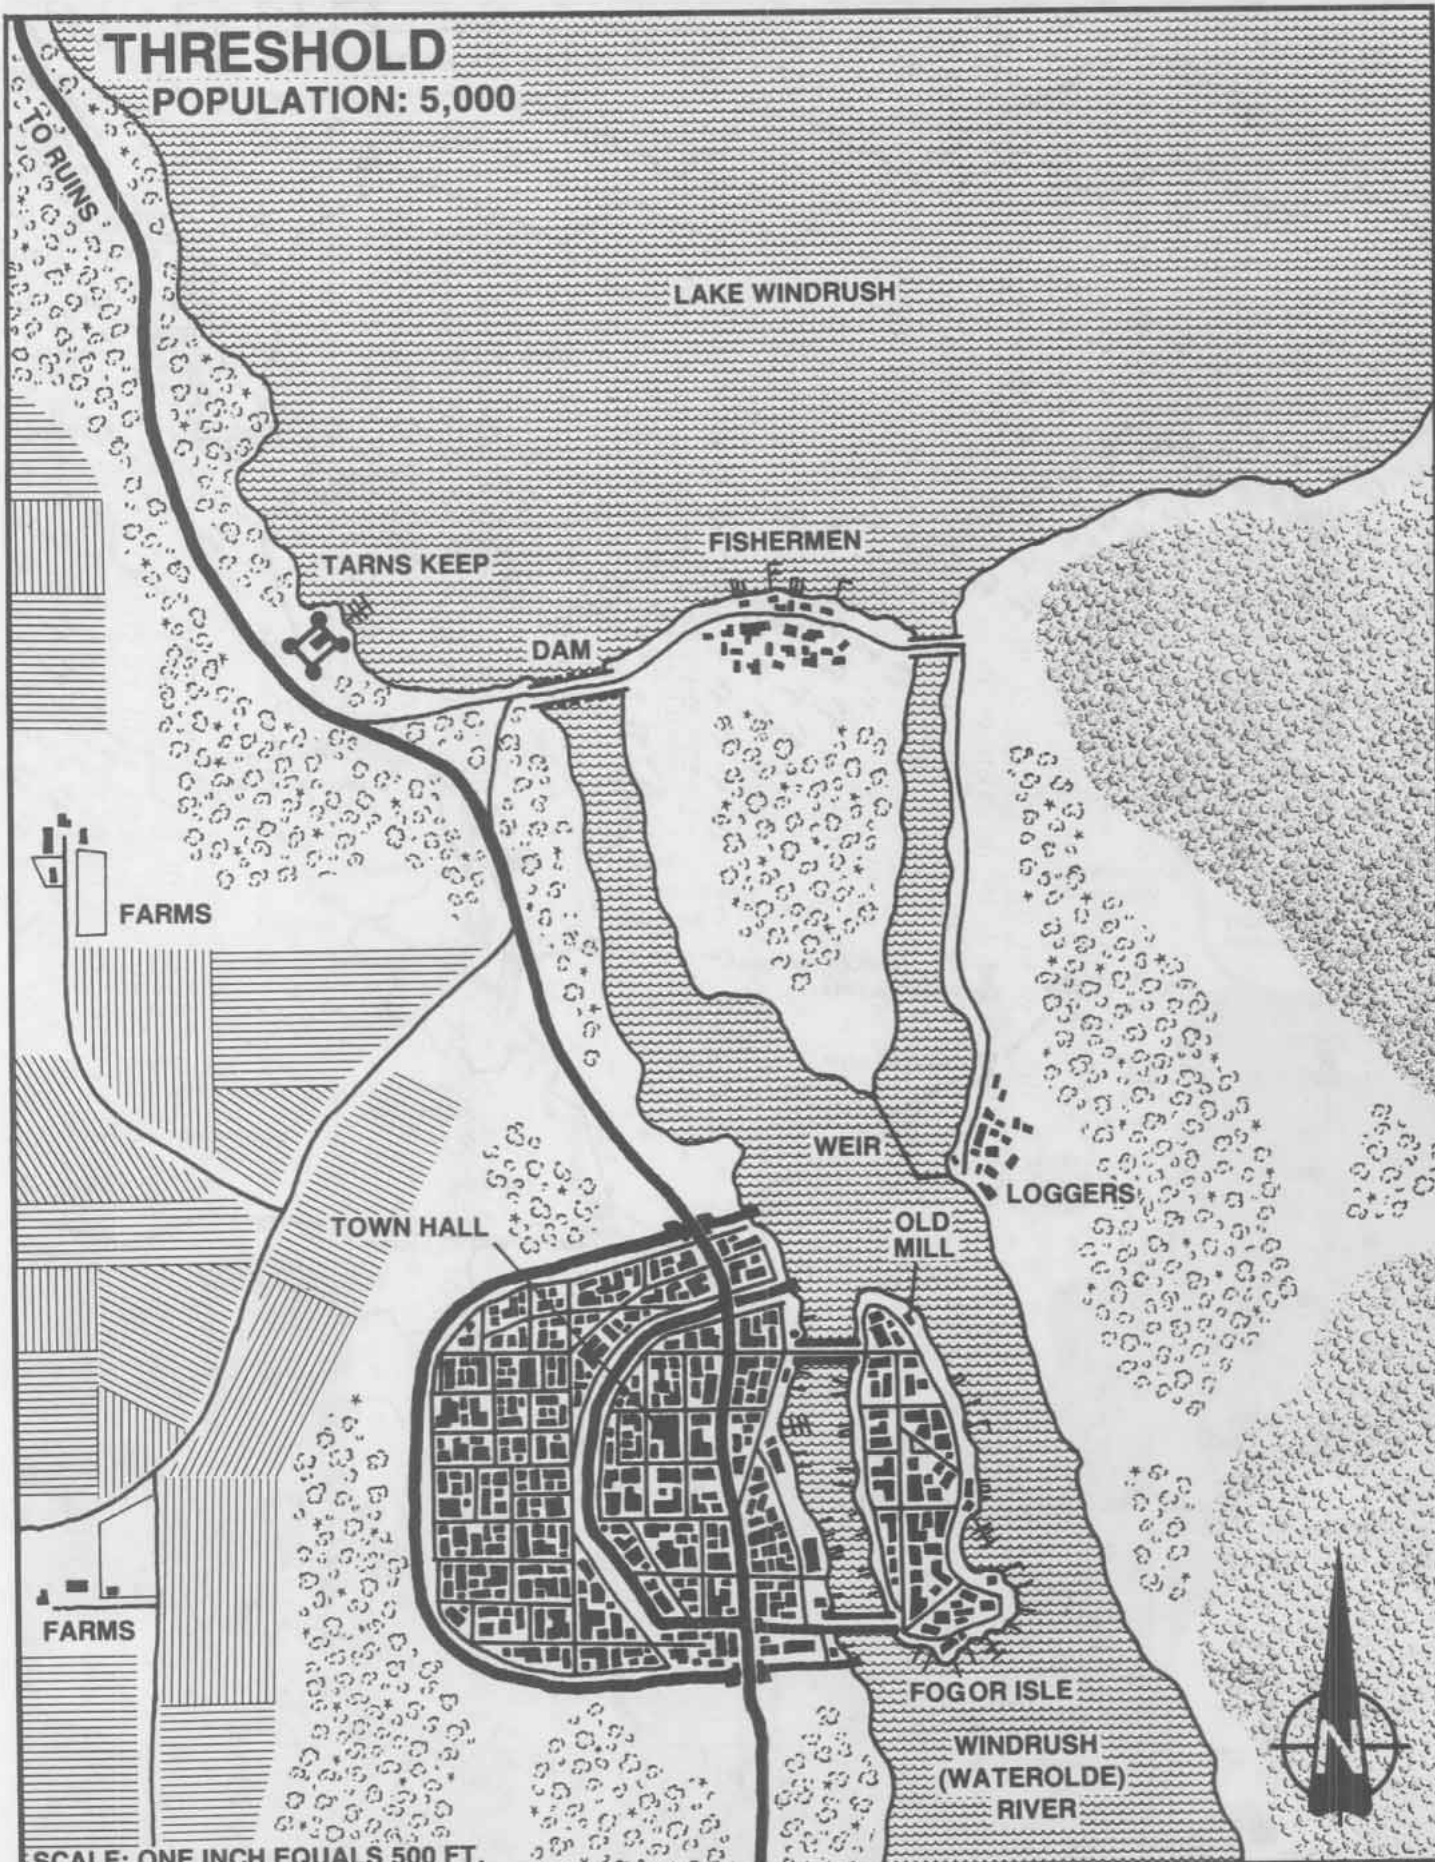 THRESHOLD
POPULATION: 5,000
TO RUINS
LAKE WINDRUSH
FISHERMEN
TARNS KEEP
DAM
FARMS
WEIR
LOGGERS
TOWN HALL
OLD
MILL
FARMS
FOGOR ISLE
WINDRUSH
(WATEROLDE)
RIVER
N
SCALE: ONE INCH EQUALS 500 FT.